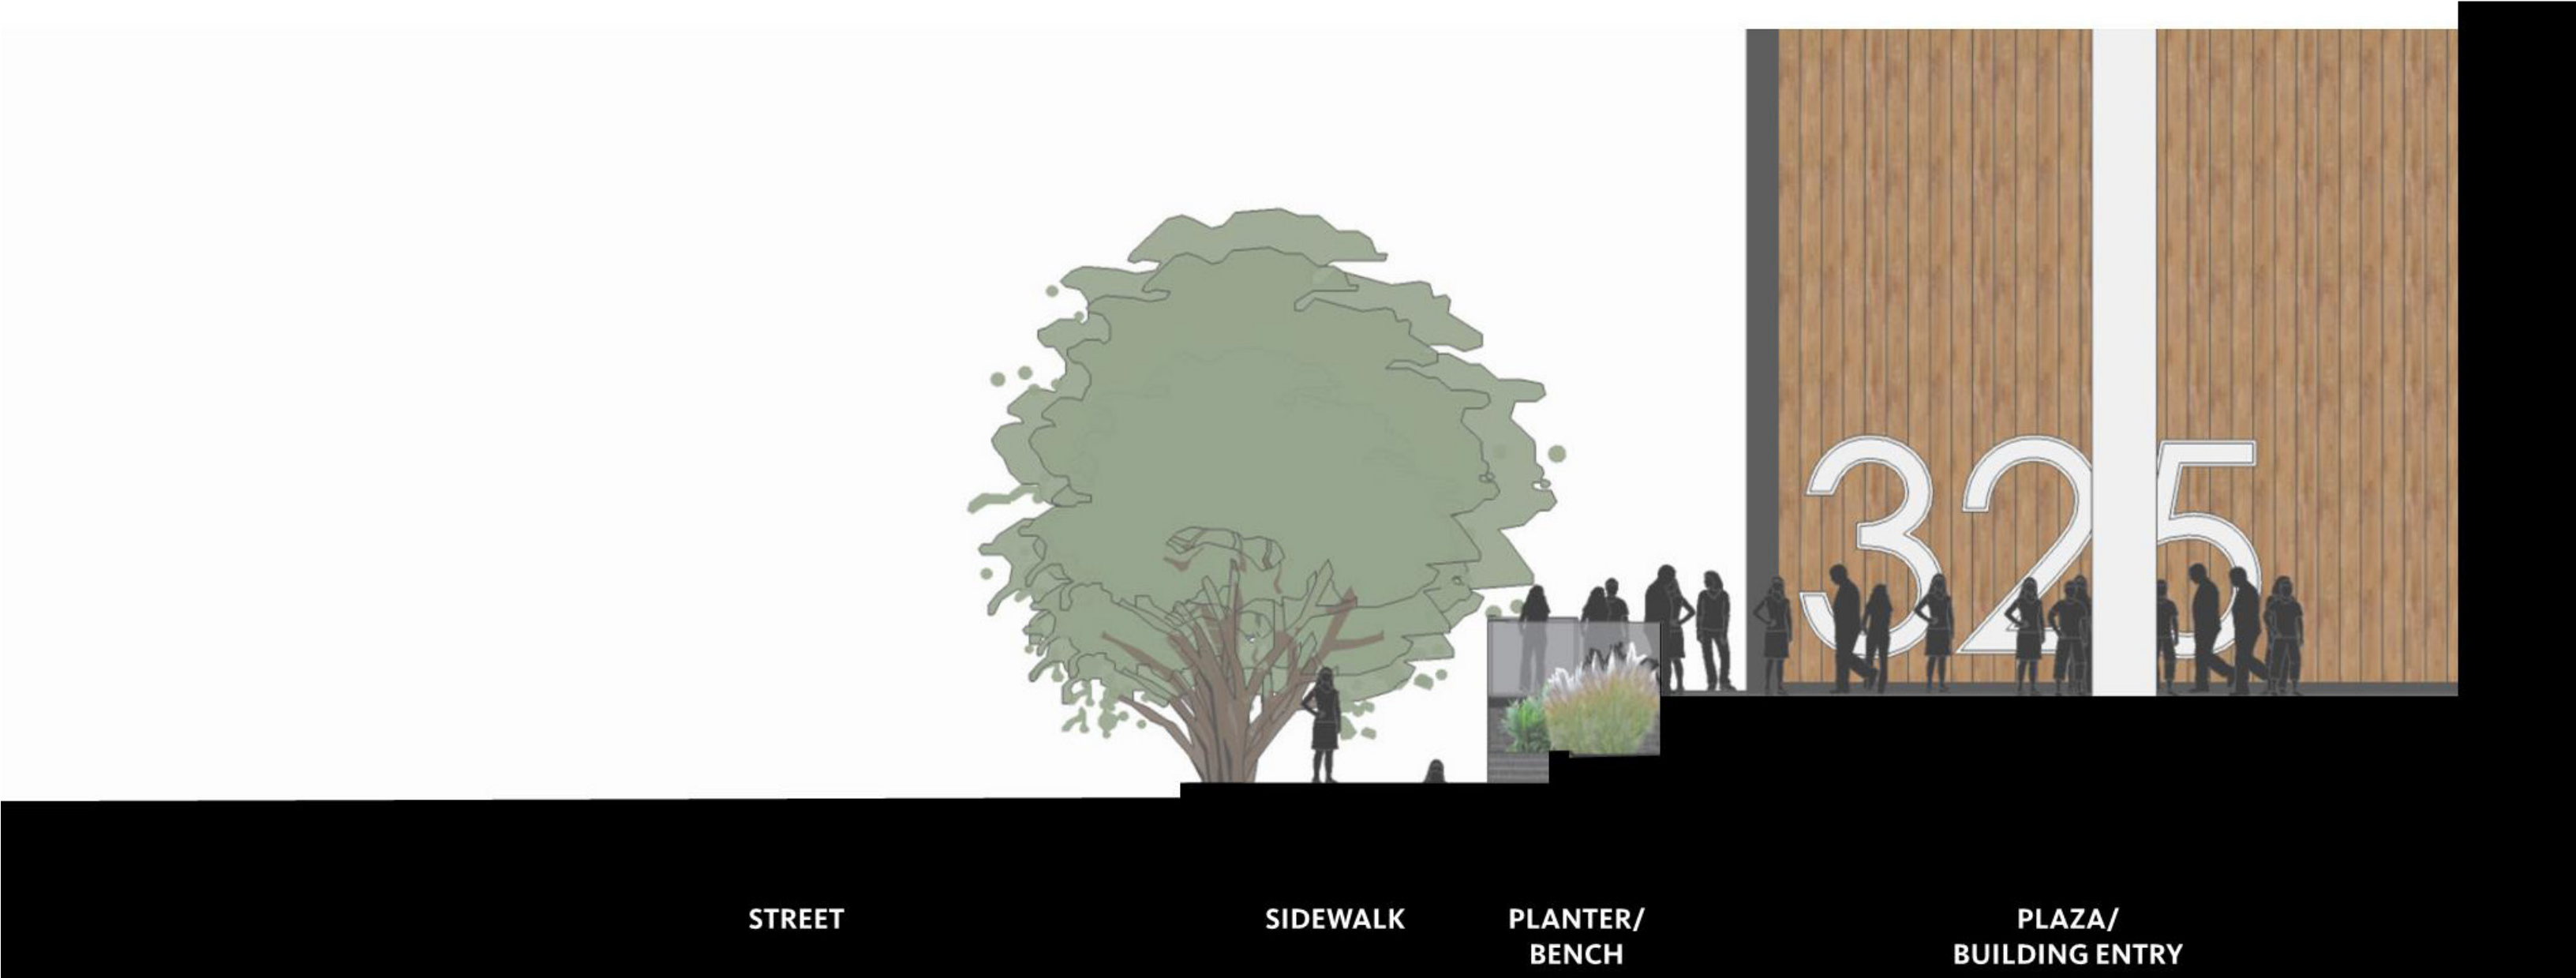 325
STREET
SIDEWALK
PLANTER/
BENCH
PLAZA/
BUILDING ENTRY